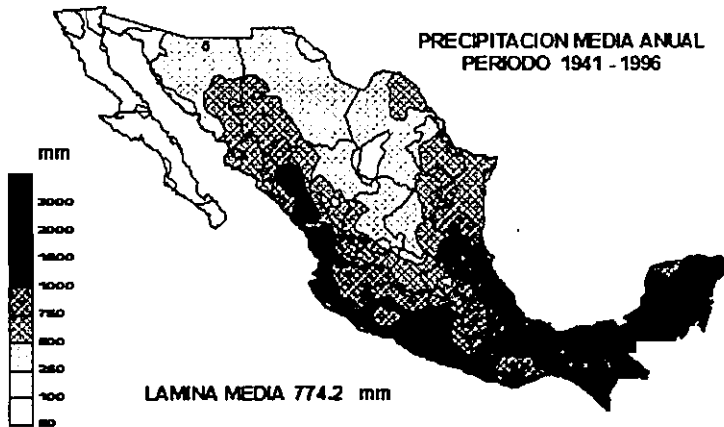 PRECIPITACION MEDIA ANUAL
PERIODO 1941 - 1996
mm
3000
2000
1500
1000
750
500
250
100
50
LAMINA MEDIA 774.2 mm